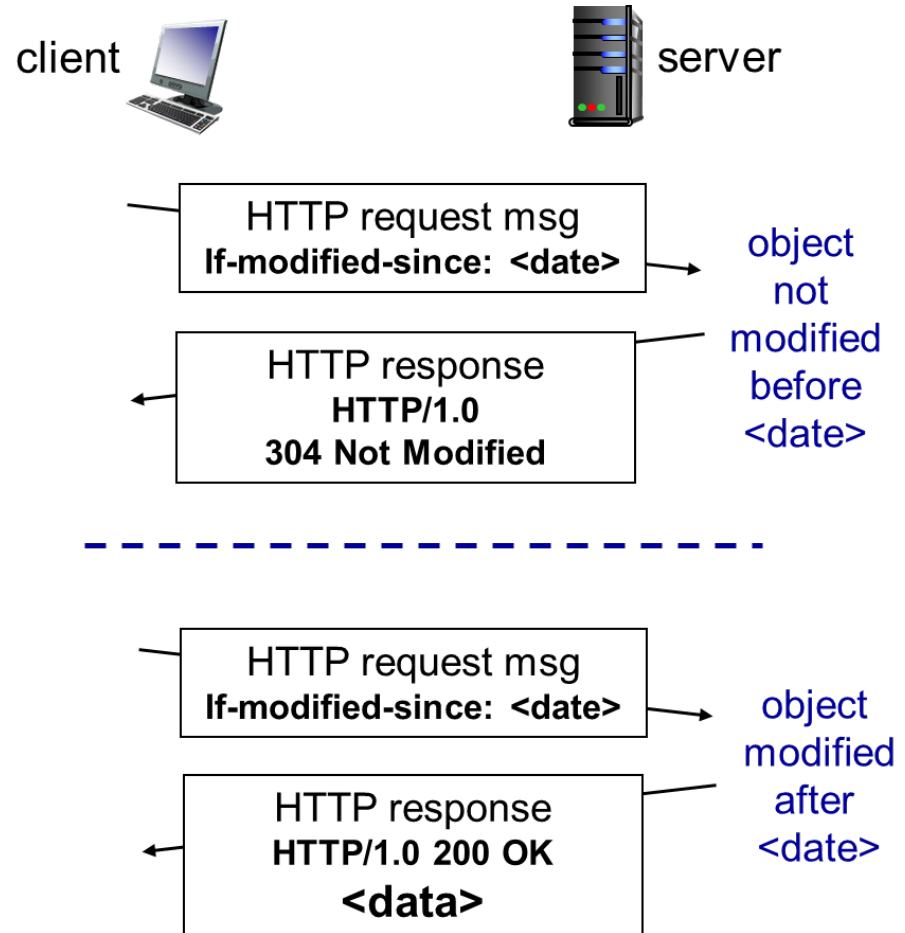 client
server
HTTP request msg
If-modified-since: <date>
object
not
modified
before
<date>
HTTP response
HTTP/1.0
304 Not Modified
HTTP request msg
If-modified-since: <date>
object
modified
after
<date>
HTTP response
HTTP/1.0 200 OK
<data>